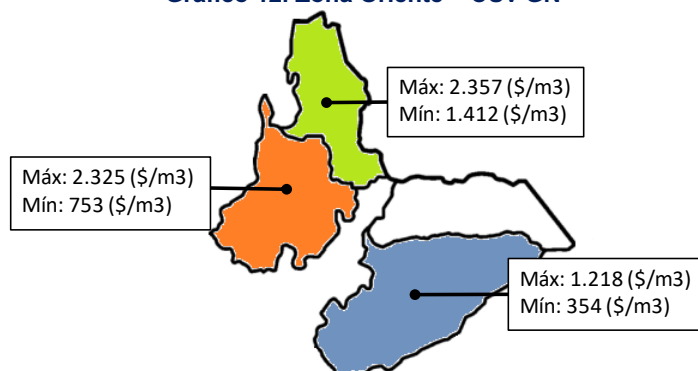 Máx: 2.357 ($/m3)
Mín: 1.412 ($/m3)
Máx: 2.325 ($/m3)
Mín: 753 ($/m3)
Máx: 1.218 ($/m3)
Mín: 354 ($/m3)